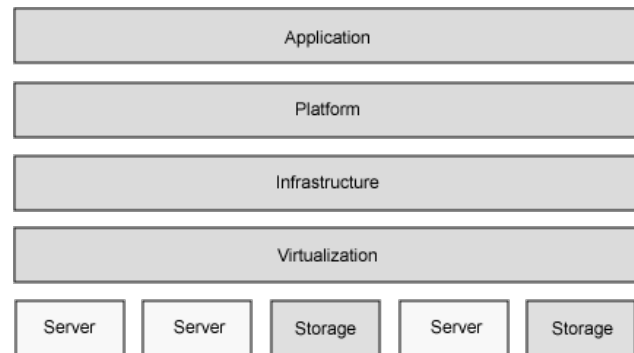 Application
Platform
Infrastructure
Virtualization
Server Server Storage Server Storage